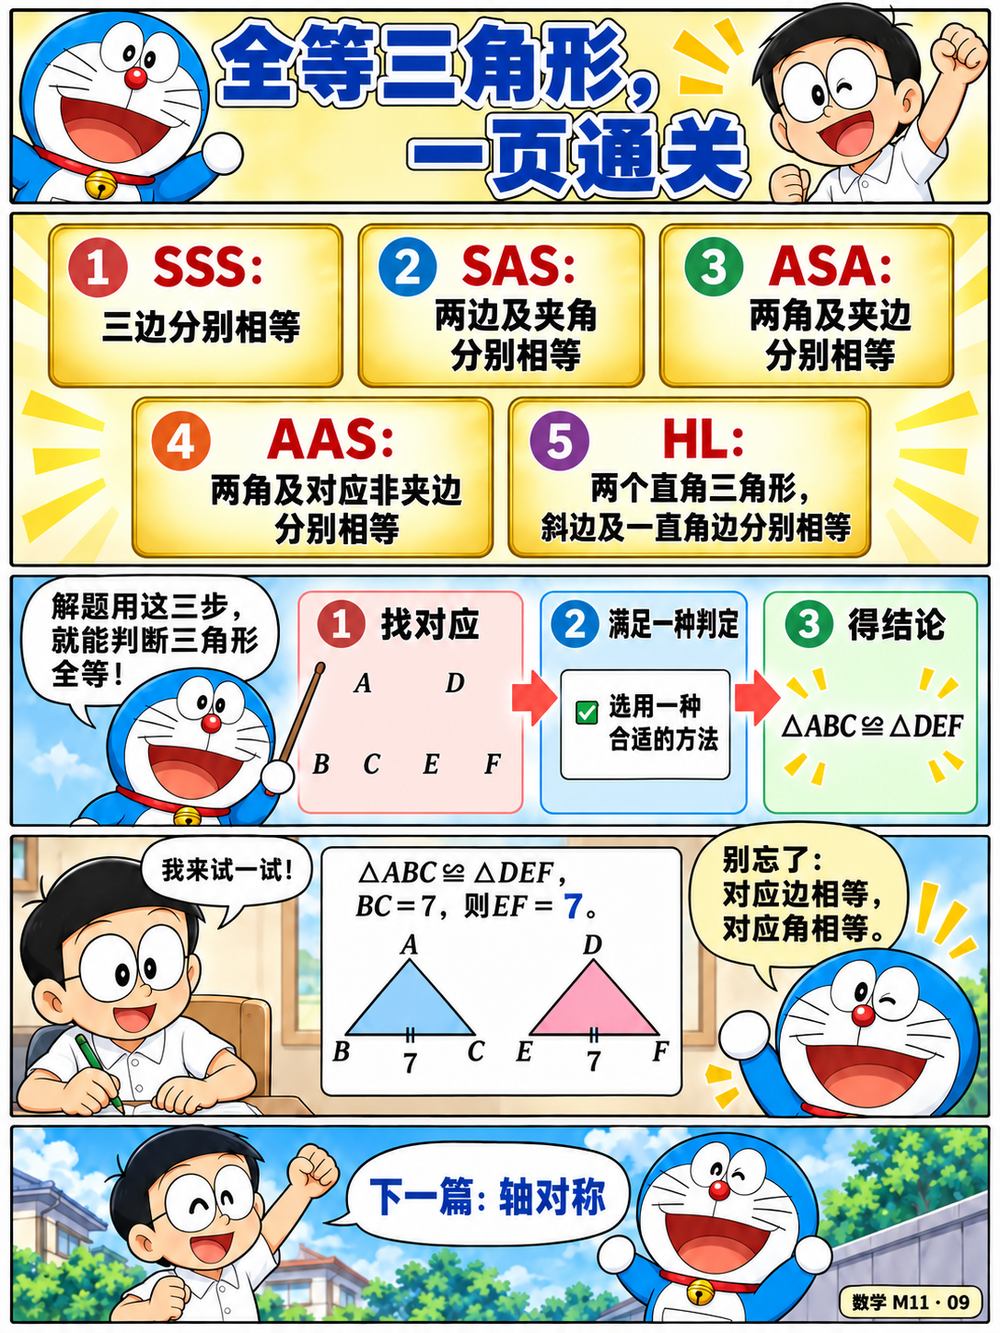 全等三角形，
一页通关
1 SSS：
三边分别相等
2 SAS：
两边及夹角
分别相等
3 ASA：
两角及夹边
分别相等
4 AAS：
两角及对应非夹边
分别相等
5 HL：
两个直角三角形，
斜边及一直角边分别相等
解题用这三步，
就能判断三角形
全等！
1 找对应
A D
B C E F
2 满足一种判定
选用一种
合适的方法
3 得结论
△ABC≌△DEF
我来试一试！
△ABC≌△DEF，
BC=7，则EF=7。
A D
B 7 C E 7 F
别忘了：
对应边相等，
对应角相等。
下一篇：轴对称
数学 M11·09